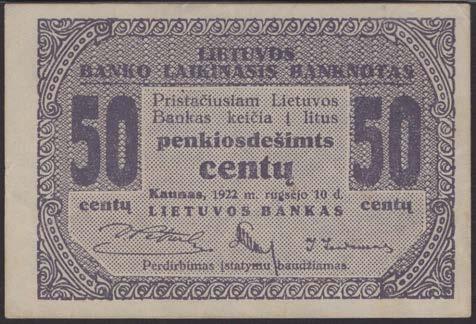 LIETUVOS
BANKO LAIKINASIS BANKNOTAS
50
Pristačiusiam Lietuvos
Bankas keičia į litus
penkiosdešimts
centų
50
centų
Kaunas, 1922 m. rugsėjo 10 d.
LIETUVOS BANKAS
centų
Perdirbimas įstatymu baudžiamas.